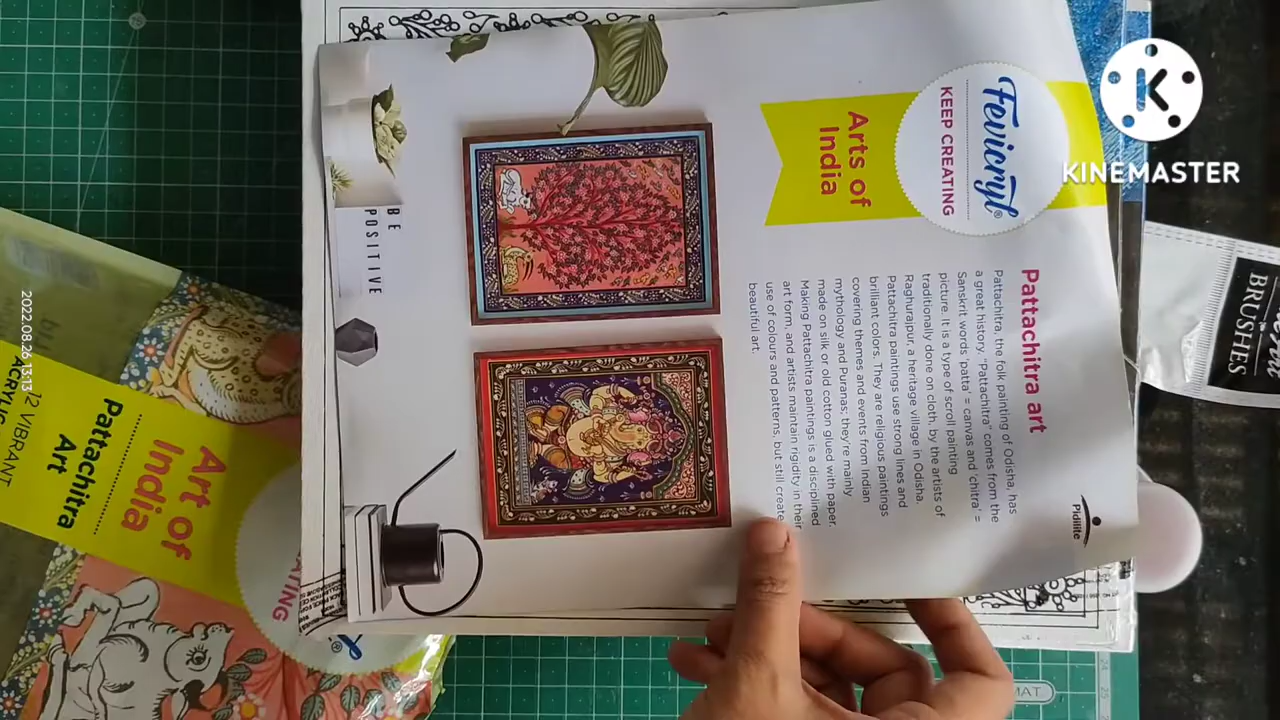 Fevicryl®
KEEP CREATING
Arts of
India
Pattachitra art
Pattachitra, the folk painting of Odisha, has
a great history. "Pattachitra" comes from the
Sanskrit words 'patta' = canvas and 'chitra' =
picture. It is a type of scroll painting
traditionally done on cloth, by the artists of
Raghurajpur, a heritage village in Odisha.
Pattachitra paintings use strong lines and
brilliant colors. They are religious paintings
covering themes and events from Indian
mythology and Puranas; they're mainly
made on silk or old cotton glued with paper.
Making Pattachitra paintings is a disciplined
art form, and artists maintain rigidity in their
use of colours and patterns, but still create
beautiful art.
Pidilite
BE
POSITIVE
KINEMASTER
BRUSHES
ATING
Art of
India
Pattachitra
Art
12 VIBRANT
ACRYLIC
2022.08.26 13:13
MAT